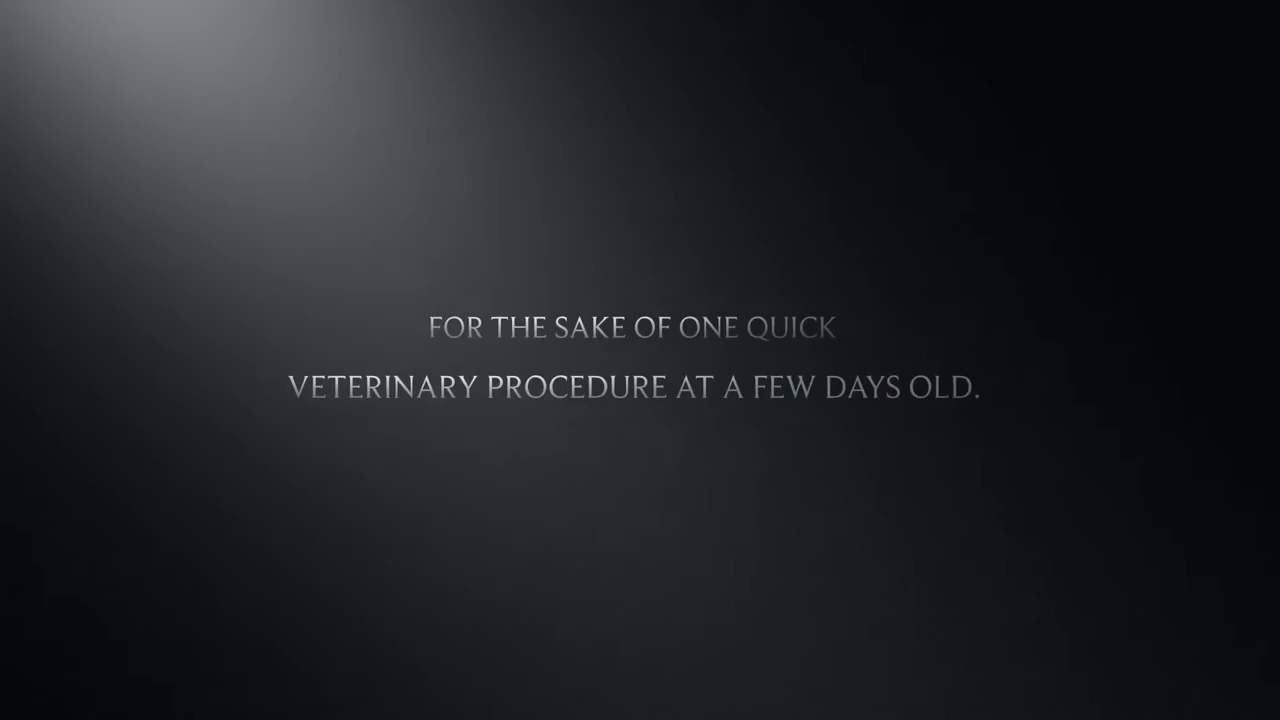 FOR THE SAKE OF ONE QUICK
VETERINARY PROCEDURE AT A FEW DAYS OLD.